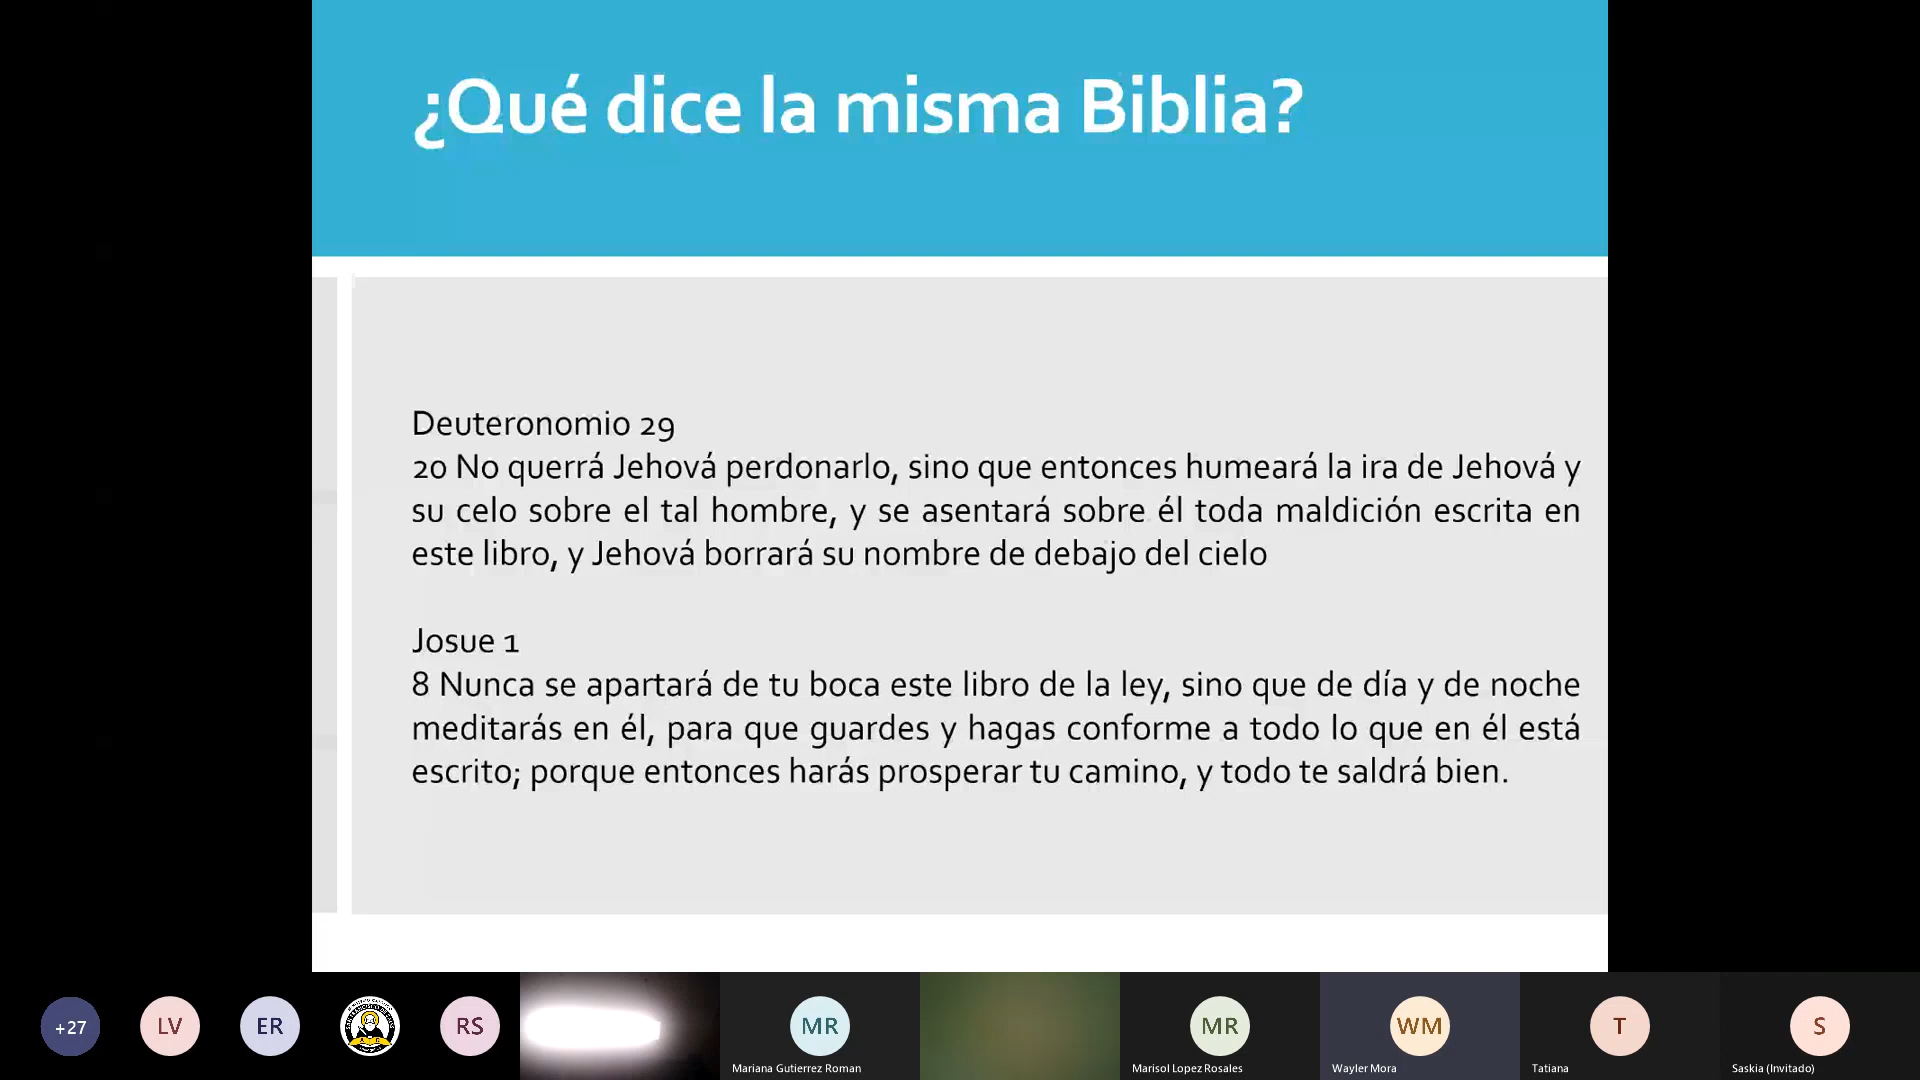 ¿Qué dice la misma Biblia?
Deuteronomio 29
20 No querrá Jehová perdonarlo, sino que entonces humeará la ira de Jehová y
su celo sobre el tal hombre, y se asentará sobre él toda maldición escrita en
este libro, y Jehová borrará su nombre de debajo del cielo
Josue 1
8 Nunca se apartará de tu boca este libro de la ley, sino que de día y de noche
meditarás en él, para que guardes y hagas conforme a todo lo que en él está
escrito; porque entonces harás prosperar tu camino, y todo te saldrá bien.
+27
LV
ER
RS
MR
MR
WM
T
S
Mariana Gutierrez Roman
Marisol Lopez Rosales
Wayler Mora
Tatiana
Saskia (Invitado)